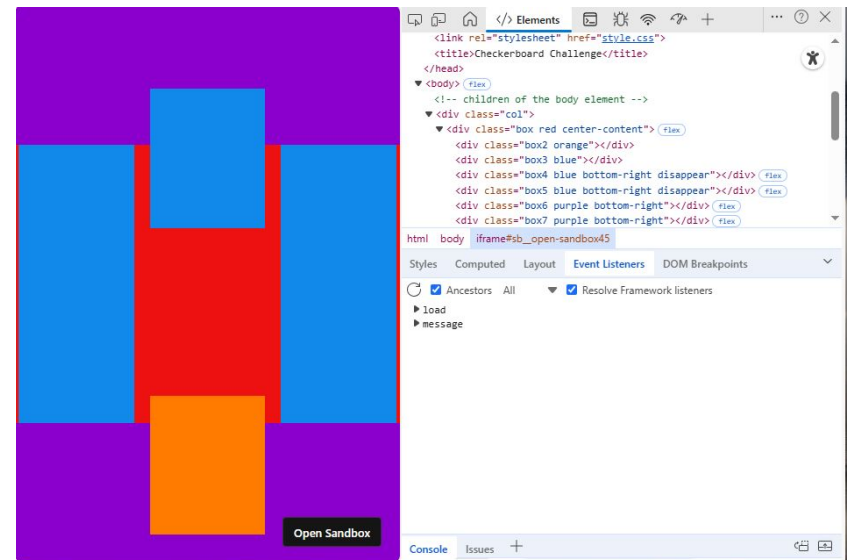 </> Elements
<link rel="stylesheet" href="style.css">
<title>Checkerboard Challenge</title>
</head>
<body> flex
<!-- children of the body element -->
<div class="col">
<div class="box red center-content"> flex
<div class="box2 orange"></div>
<div class="box3 blue"></div>
<div class="box4 blue bottom-right disappear"></div> flex
<div class="box5 blue bottom-right disappear"></div> flex
<div class="box6 purple bottom-right"></div> flex
<div class="box7 purple bottom-right"></div> flex
html body iframe#sb__open-sandbox45
Styles Computed Layout Event Listeners DOM Breakpoints
Ancestors All Resolve Framework listeners
load
message
Open Sandbox
Console Issues